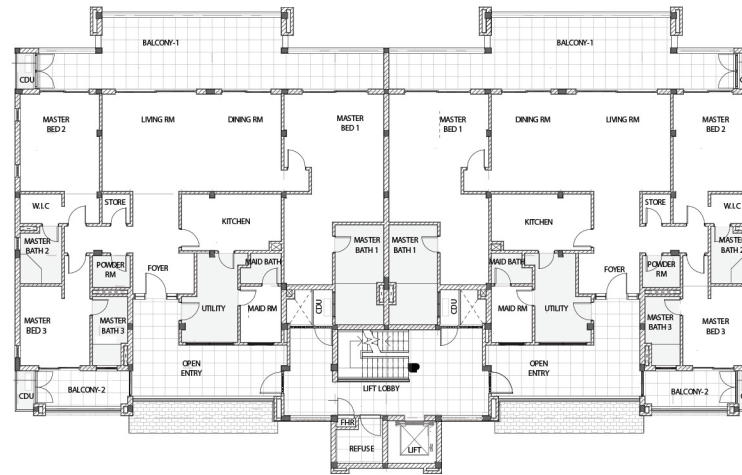 BALCONY-1
BALCONY-1
CDU
MASTER
BED 2
LIVING RM
DINING RM
MASTER
BED 1
MASTER
BED 1
DINING RM
LIVING RM
MASTER
BED 2
W.I.C
STORE
KITCHEN
KITCHEN
STORE
W.I.C
MASTER
BATH 2
POWDER
RM
FOYER
MAID BATH
MASTER
BATH 1
MASTER
BATH 1
MAID BATH
FOYER
POWDER
RM
MASTER
BATH 2
UTILITY
MAID RM
CDU
CDU
MAID RM
UTILITY
MASTER
BED 3
MASTER
BATH 3
MASTER
BATH 3
MASTER
BED 3
OPEN
ENTRY
LIFT LOBBY
OPEN
ENTRY
CDU
BALCONY-2
BALCONY-2
FHR
REFUSE
LIFT